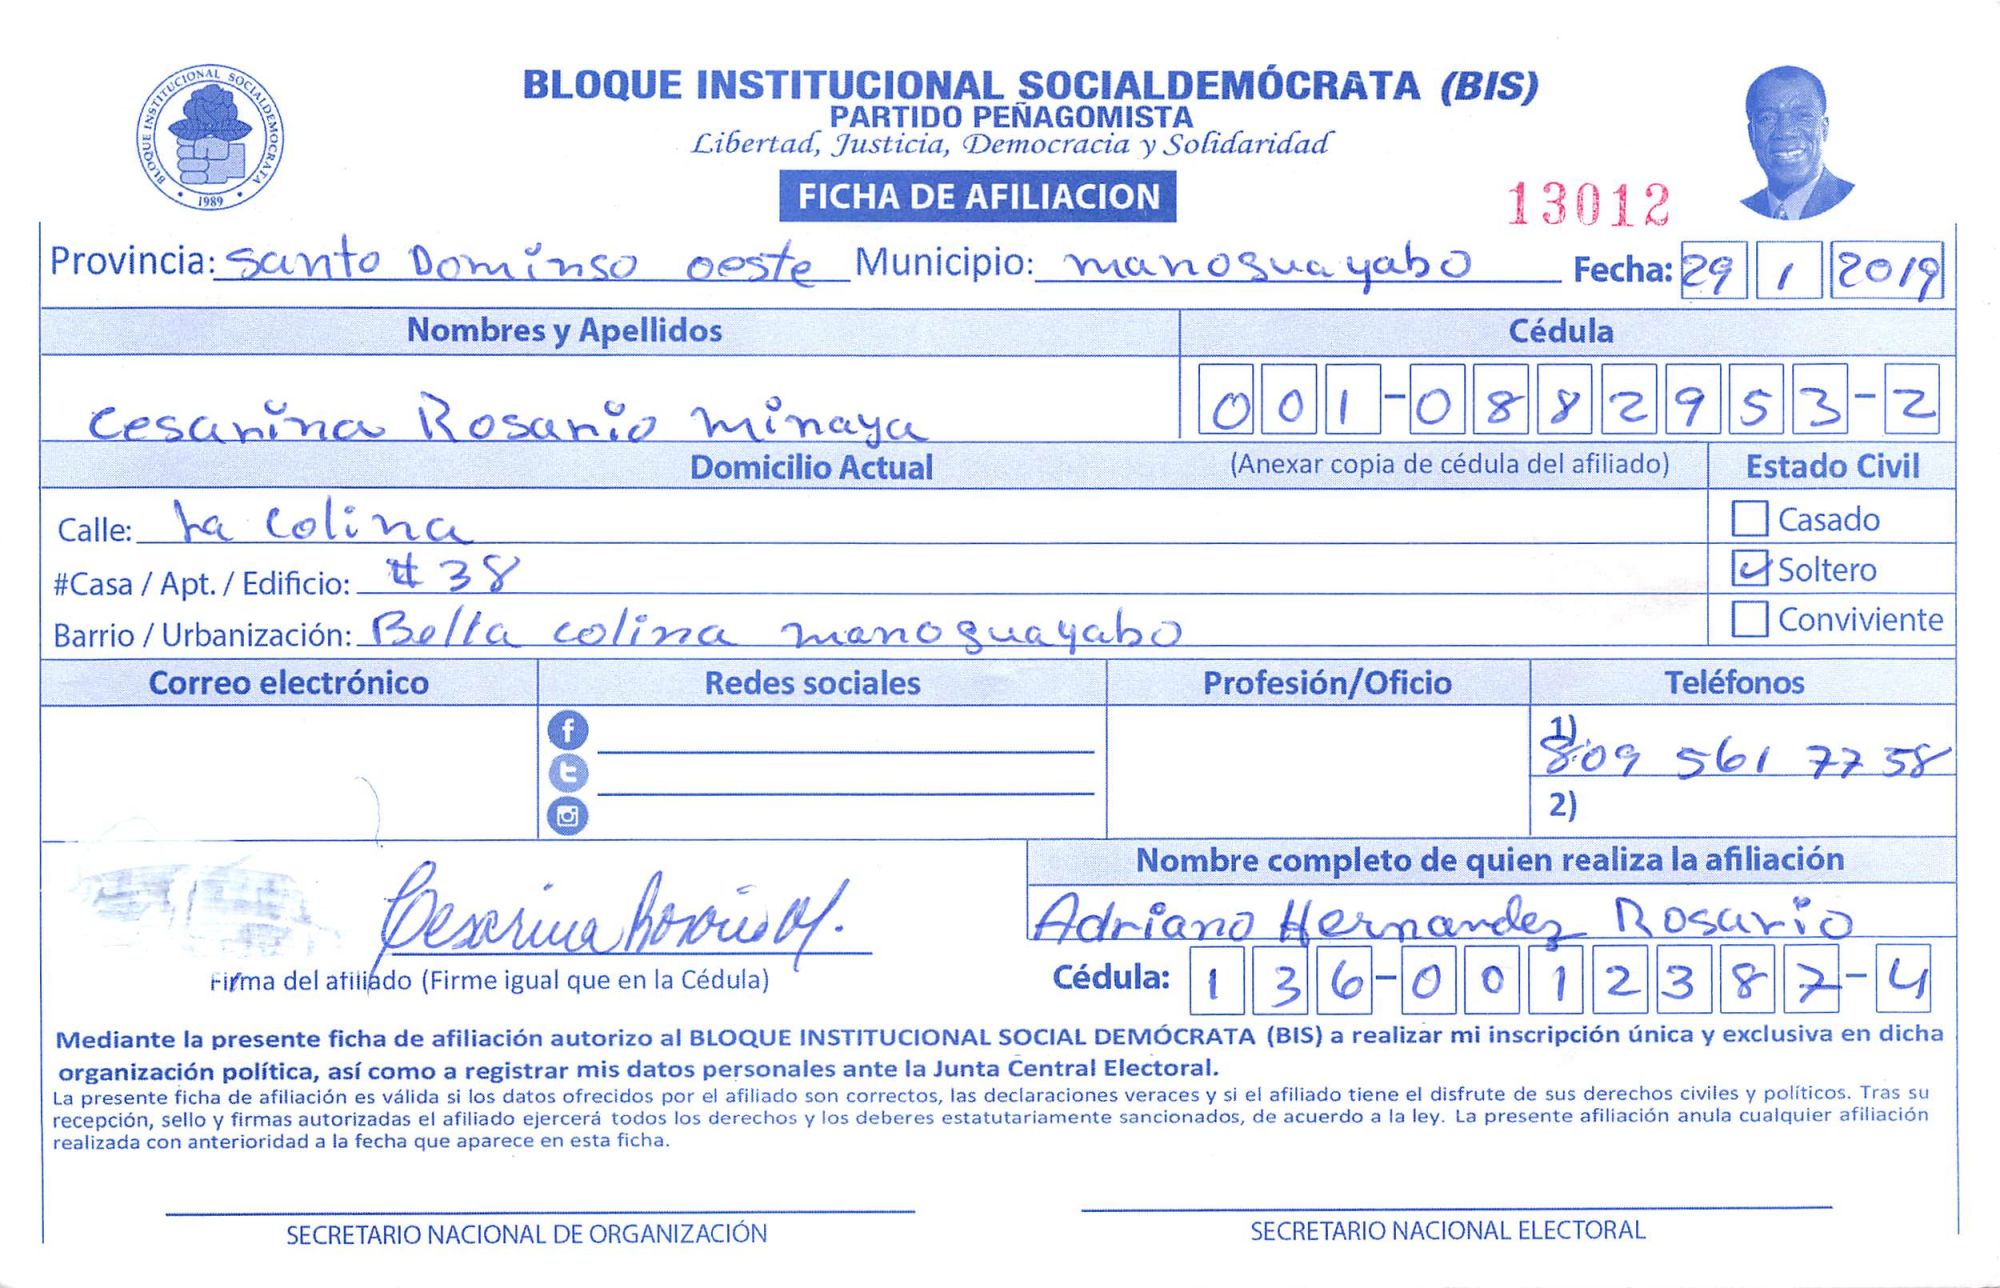 BLOQUE INSTITUCIONAL SOCIALDEMÓCRATA (BIS)
PARTIDO PEÑAGOMISTA
Libertad, Justicia, Democracia y Solidaridad
BLOQUE INSTITUCIONAL SOCIALDEMOCRATA
• 1989 •
FICHA DE AFILIACION
13012
Provincia: Santo Dominso oeste Municipio: manoguayabo Fecha: 29 1 2019
Nombres y Apellidos Cédula
Cesarina Rosario minaya 001-0882953-2
Domicilio Actual (Anexar copia de cédula del afiliado) Estado Civil
Calle: La Colina Casado
#Casa / Apt. / Edificio: #38 Soltero
Barrio / Urbanización: Bella colina manoguayabo Conviviente
Correo electrónico Redes sociales Profesión/Oficio Teléfonos
1) 809 561 7758
2)
Nombre completo de quien realiza la afiliación
Cesarina Rosario M. Adriano Hernandez Rosario
Firma del afiliado (Firme igual que en la Cédula) Cédula: 136-0012387-4
Mediante la presente ficha de afiliación autorizo al BLOQUE INSTITUCIONAL SOCIAL DEMÓCRATA (BIS) a realizar mi inscripción única y exclusiva en dicha
organización política, así como a registrar mis datos personales ante la Junta Central Electoral.
La presente ficha de afiliación es válida si los datos ofrecidos por el afiliado son correctos, las declaraciones veraces y si el afiliado tiene el disfrute de sus derechos civiles y políticos. Tras su
recepción, sello y firmas autorizadas el afiliado ejercerá todos los derechos y los deberes estatutariamente sancionados, de acuerdo a la ley. La presente afiliación anula cualquier afiliación
realizada con anterioridad a la fecha que aparece en esta ficha.
SECRETARIO NACIONAL DE ORGANIZACIÓN SECRETARIO NACIONAL ELECTORAL